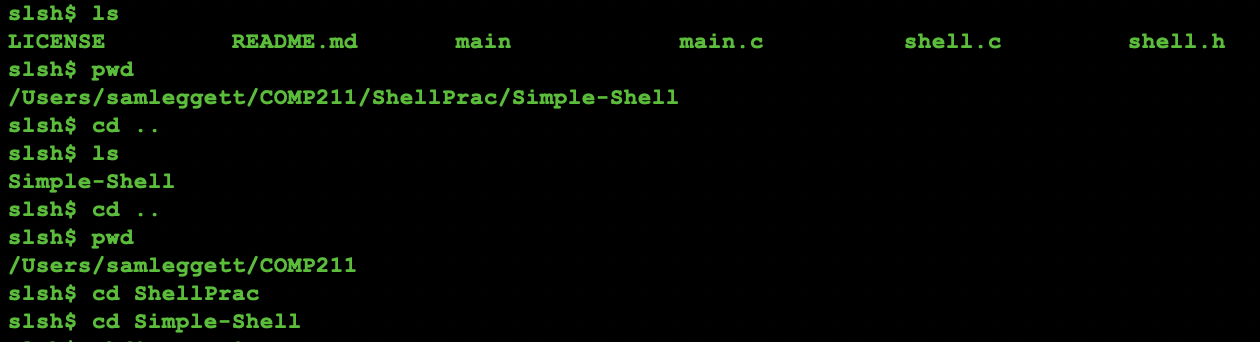 slsh$ ls
LICENSE README.md main main.c shell.c shell.h
slsh$ pwd
/Users/samleggett/COMP211/ShellPrac/Simple-Shell
slsh$ cd ..
slsh$ ls
Simple-Shell
slsh$ cd ..
slsh$ pwd
/Users/samleggett/COMP211
slsh$ cd ShellPrac
slsh$ cd Simple-Shell